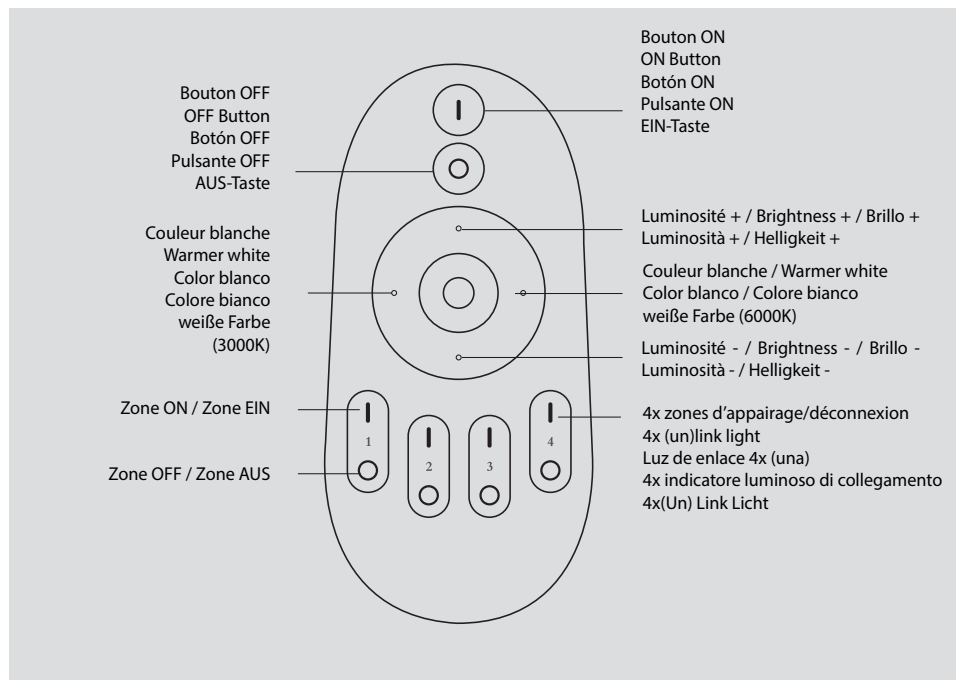 Bouton ON
ON Button
Botón ON
Pulsante ON
EIN-Taste
Bouton OFF
OFF Button
Botón OFF
Pulsante OFF
AUS-Taste
Luminosité + / Brightness + / Brillo +
Luminosità + / Helligkeit +
Couleur blanche
Warmer white
Color blanco
Colore bianco
weiße Farbe
(3000K)
Couleur blanche / Warmer white
Color blanco / Colore bianco
weiße Farbe (6000K)
Luminosité - / Brightness - / Brillo -
Luminosità - / Helligkeit -
Zone ON / Zone EIN
Zone OFF / Zone AUS
1
2
3
4
4x zones d’appairage/déconnexion
4x (un)link light
Luz de enlace 4x (una)
4x indicatore luminoso di collegamento
4x(Un) Link Licht